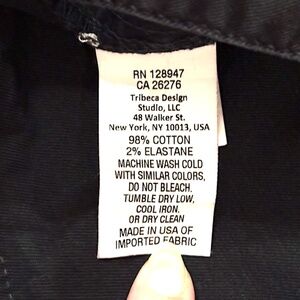 RN 128947
CA 26276
Tribeca Design
Studio, LLC
48 Walker St.
New York, NY 10013, USA
98% COTTON
2% ELASTANE
MACHINE WASH COLD
WITH SIMILAR COLORS,
DO NOT BLEACH.
TUMBLE DRY LOW,
COOL IRON.
OR DRY CLEAN
MADE IN USA OF
IMPORTED FABRIC